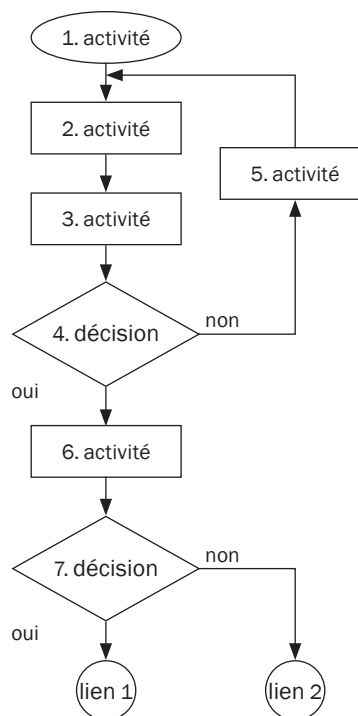 1. activité
2. activité
5. activité
3. activité
4. décision
non
oui
6. activité
7. décision
non
oui
lien 1
lien 2